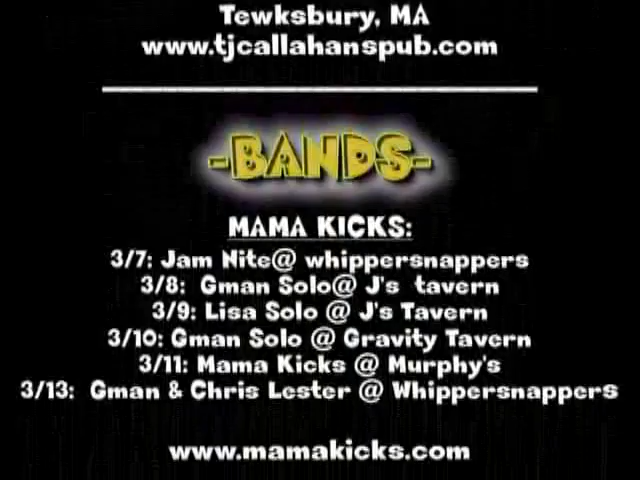 Tewksbury, MA
www.tjcallahanspub.com
-BANDS-
MAMA KICKS:
3/7: Jam Nite@ whippersnappers
3/8: Gman Solo@ J's tavern
3/9: Lisa Solo @ J's Tavern
3/10: Gman Solo @ Gravity Tavern
3/11: Mama Kicks @ Murphy's
3/13: Gman & Chris Lester @ Whippersnappers
www.mamakicks.com